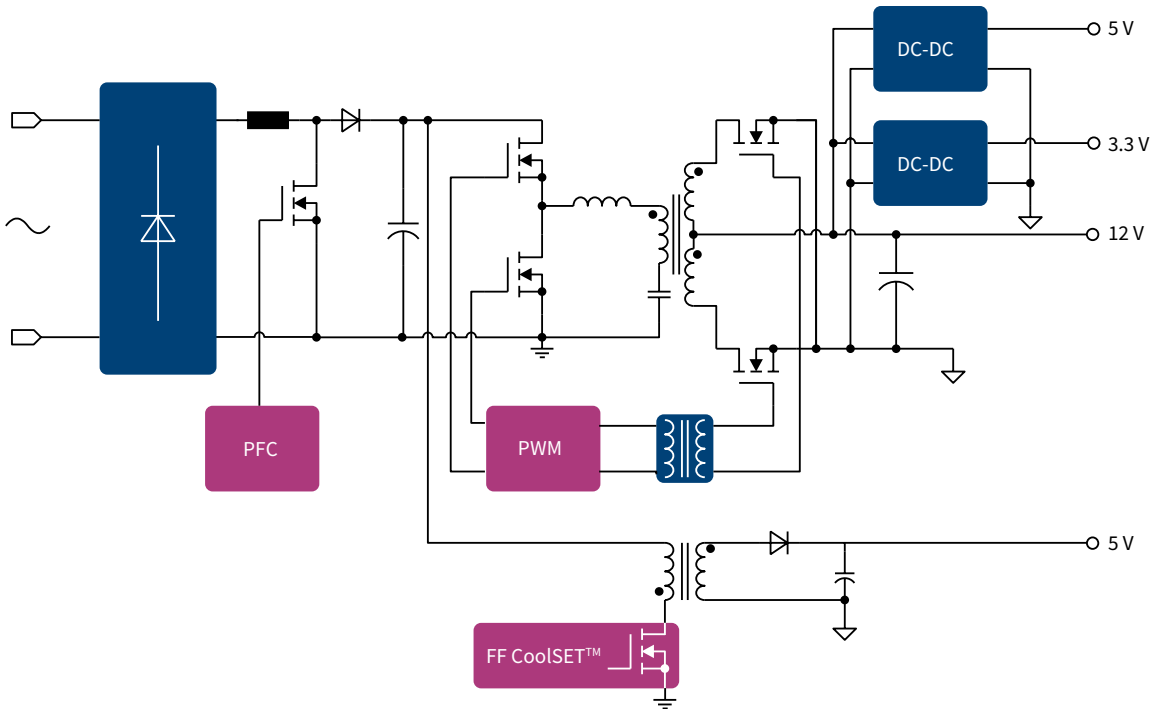 DC-DC
5 V
DC-DC
3.3 V
12 V
PFC
PWM
5 V
FF CoolSET™